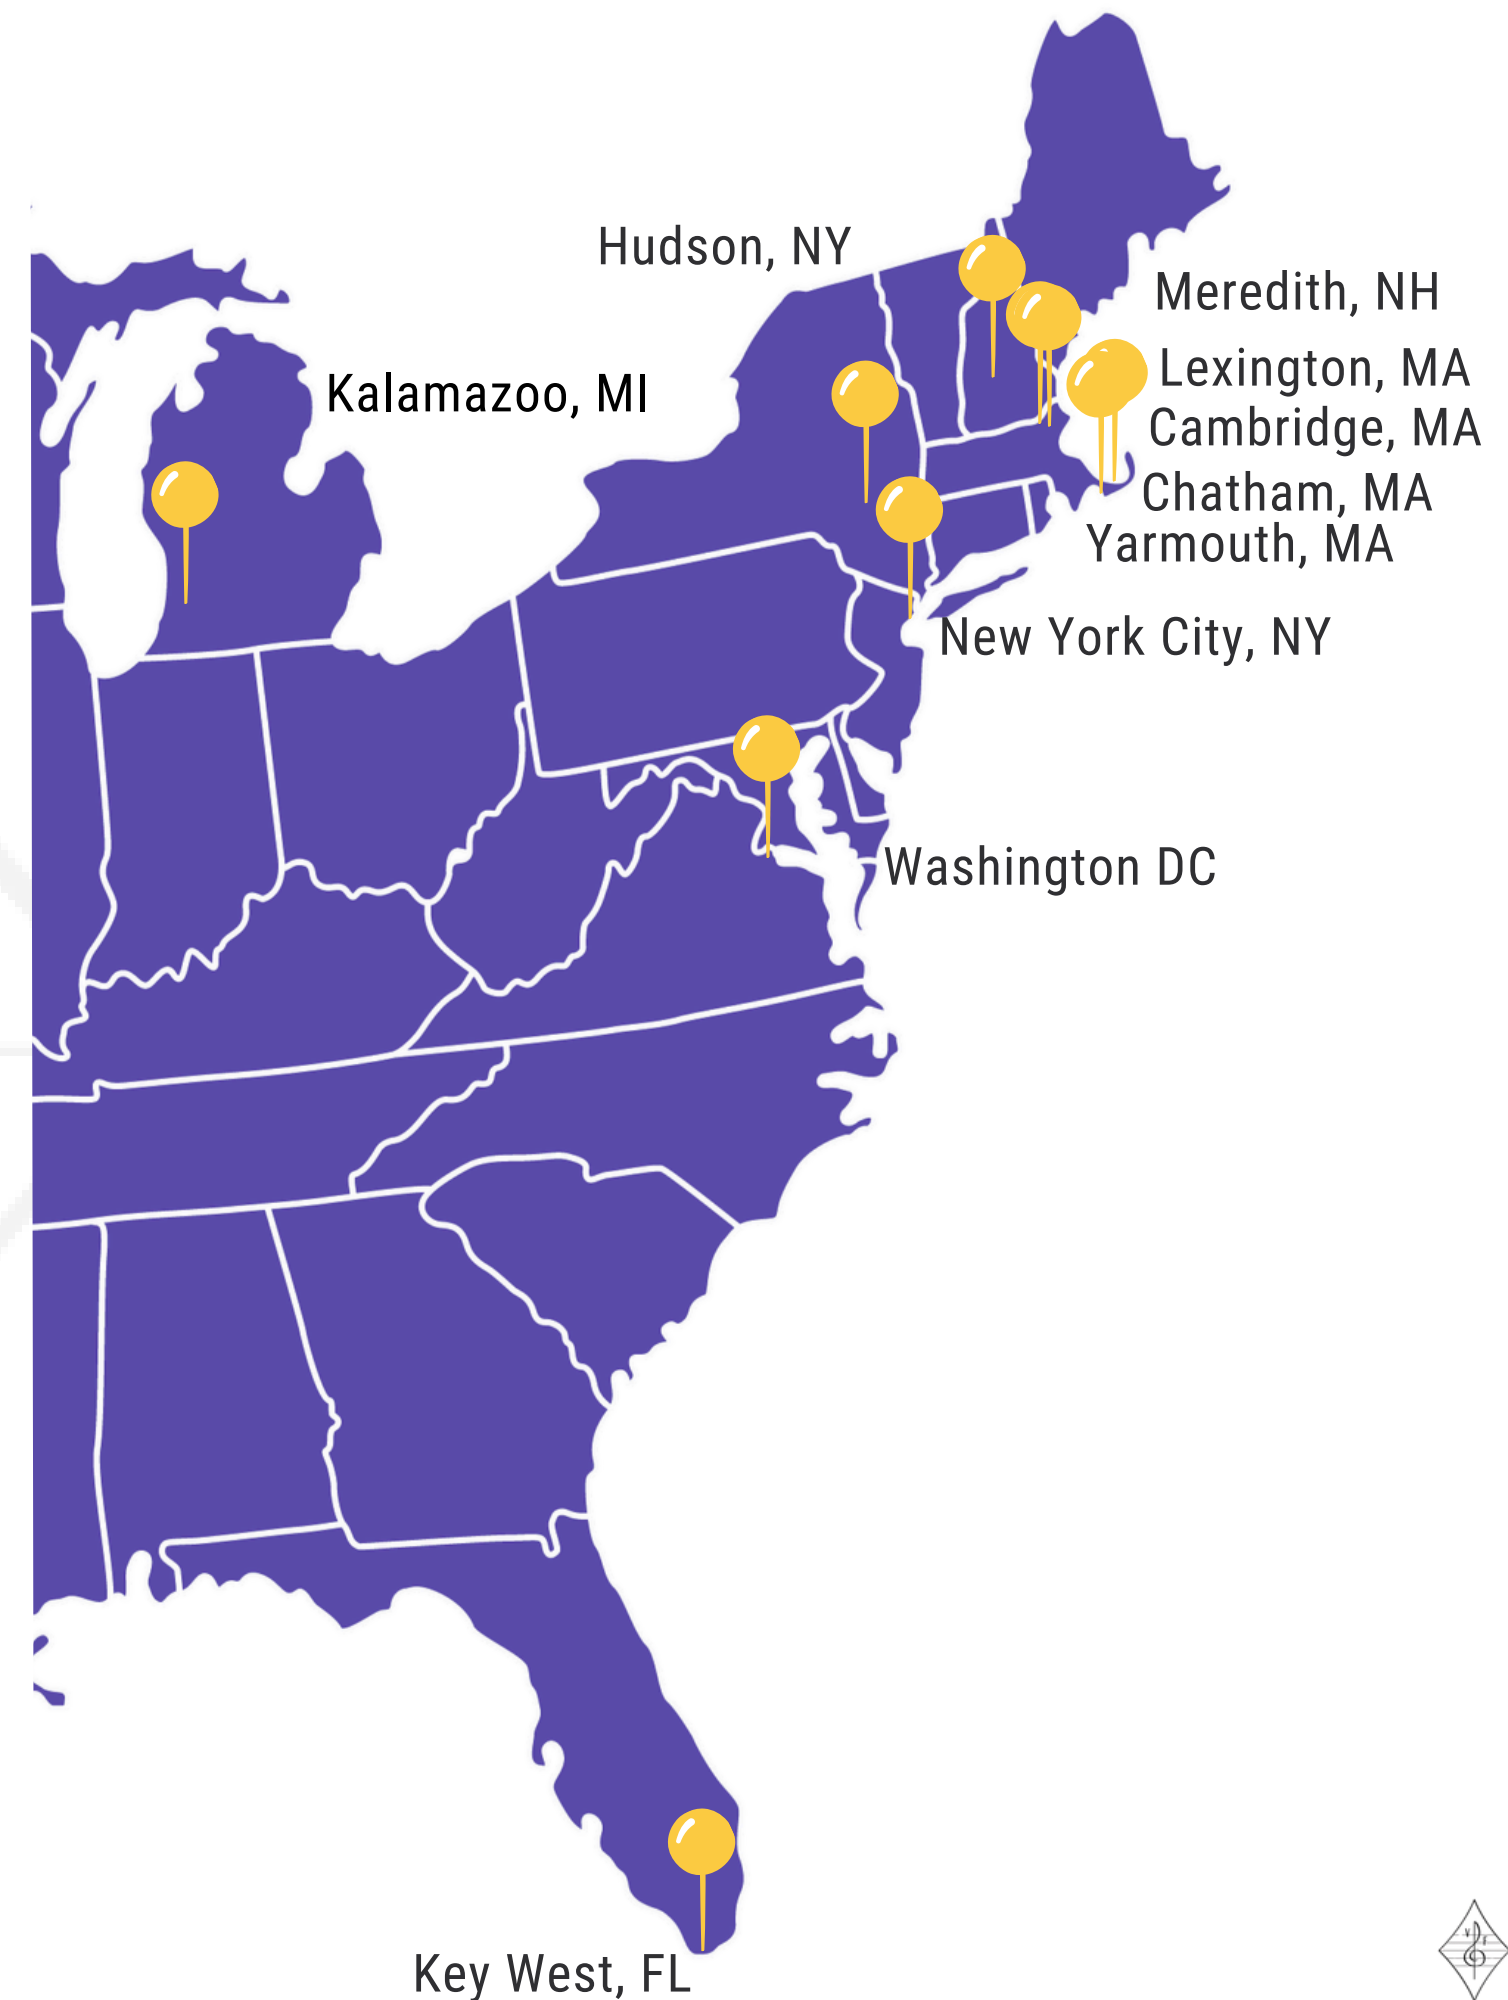 Hudson, NY
Meredith, NH
Lexington, MA
Kalamazoo, MI
Cambridge, MA
Chatham, MA
Yarmouth, MA
New York City, NY
Washington DC
Key West, FL